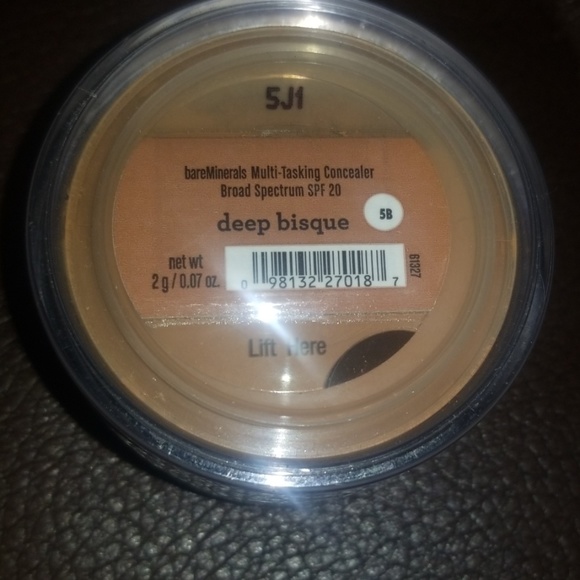 5J1
bareMinerals Multi-Tasking Concealer
Broad Spectrum SPF 20
deep bisque
5B
net wt
2 g / 0.07 oz.
0 98132 27018 7
61327
Lift Here